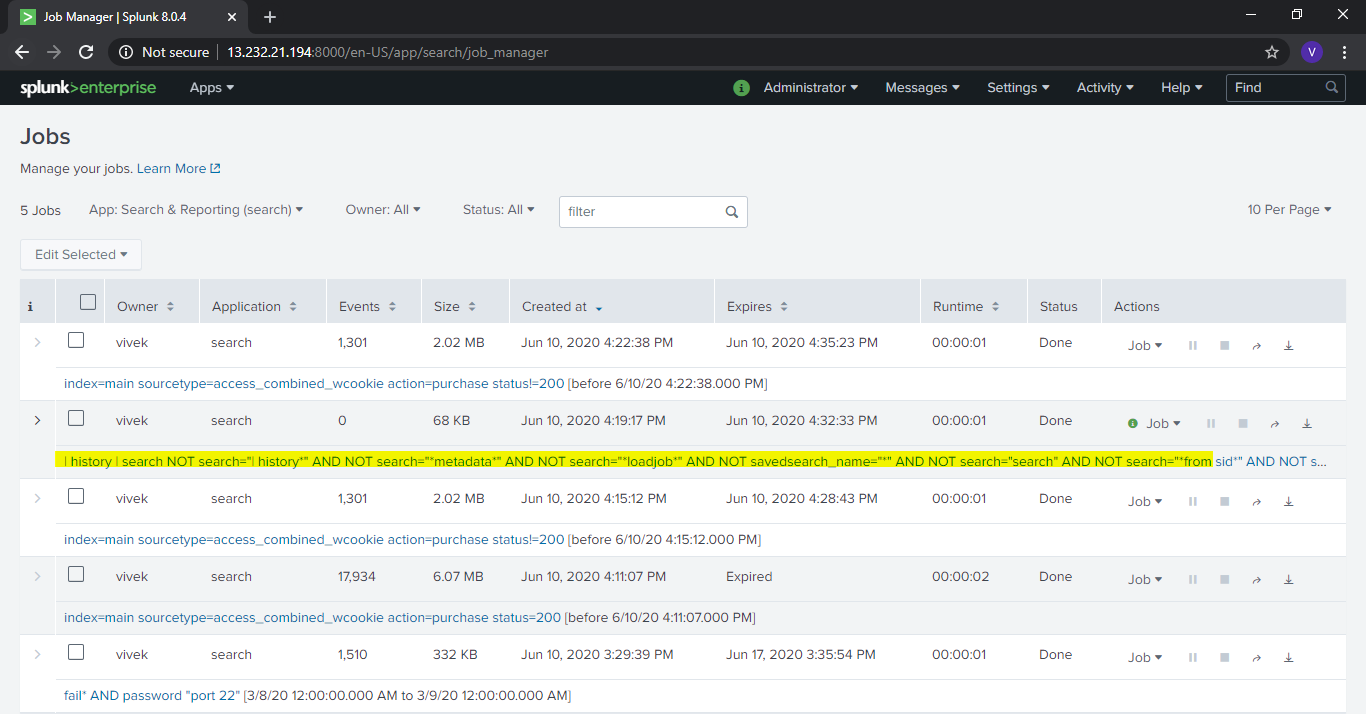 Job Manager | Splunk 8.0.4
Not secure | 13.232.21.194:8000/en-US/app/search/job_manager
V
splunk>enterprise Apps i Administrator Messages Settings Activity Help Find
Jobs
Manage your jobs. Learn More
5 Jobs App: Search & Reporting (search) Owner: All Status: All filter 10 Per Page
Edit Selected
i Owner Application Events Size Created at Expires Runtime Status Actions
vivek search 1,301 2.02 MB Jun 10, 2020 4:22:38 PM Jun 10, 2020 4:35:23 PM 00:00:01 Done Job
index=main sourcetype=access_combined_wcookie action=purchase status!=200 [before 6/10/20 4:22:38.000 PM]
vivek search 0 68 KB Jun 10, 2020 4:19:17 PM Jun 10, 2020 4:32:33 PM 00:00:01 Done i Job
| history | search NOT search="| history*" AND NOT search="*metadata*" AND NOT search="*loadjob*" AND NOT savedsearch_name="*" AND NOT search="search" AND NOT search="*from sid*" AND NOT s...
vivek search 1,301 2.02 MB Jun 10, 2020 4:15:12 PM Jun 10, 2020 4:28:43 PM 00:00:01 Done Job
index=main sourcetype=access_combined_wcookie action=purchase status!=200 [before 6/10/20 4:15:12.000 PM]
vivek search 17,934 6.07 MB Jun 10, 2020 4:11:07 PM Expired 00:00:02 Done Job
index=main sourcetype=access_combined_wcookie action=purchase status=200 [before 6/10/20 4:11:07.000 PM]
vivek search 1,510 332 KB Jun 10, 2020 3:29:39 PM Jun 17, 2020 3:35:54 PM 00:00:01 Done Job
fail* AND password "port 22" [3/8/20 12:00:00.000 AM to 3/9/20 12:00:00.000 AM]